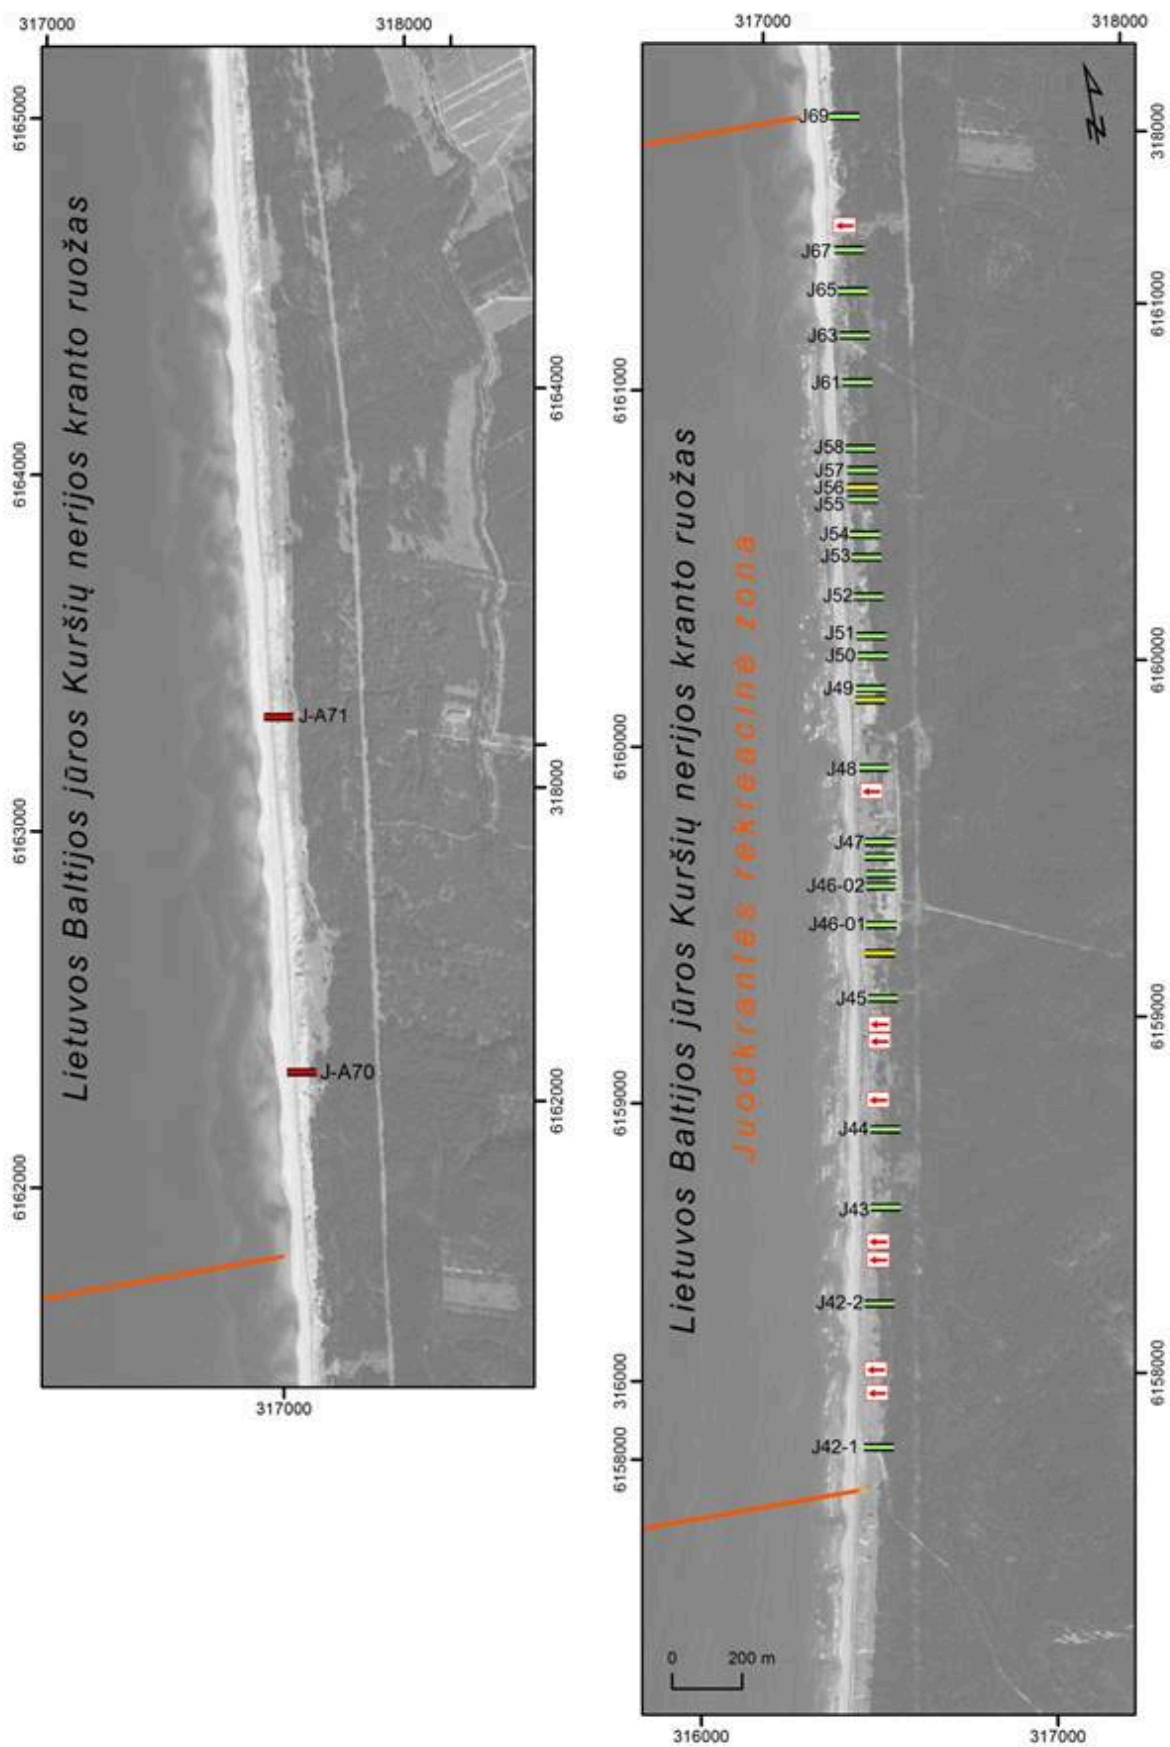 317000
318000
6165000
6164000
6163000
6162000
6164000
318000
6162000
317000
Lietuvos Baltijos jūros Kuršių nerijos kranto ruožas
J-A71
J-A70
317000
318000
318000
6161000
6160000
6159000
6158000
6161000
6160000
6159000
316000
6158000
316000
317000
Lietuvos Baltijos jūros Kuršių nerijos kranto ruožas
Juodkrantės rekreacinė zona
N
J69
J67
J65
J63
J61
J58
J57
J56
J55
J54
J53
J52
J51
J50
J49
J48
J47
J46-02
J46-01
J45
J44
J43
J42-2
J42-1
0 200 m